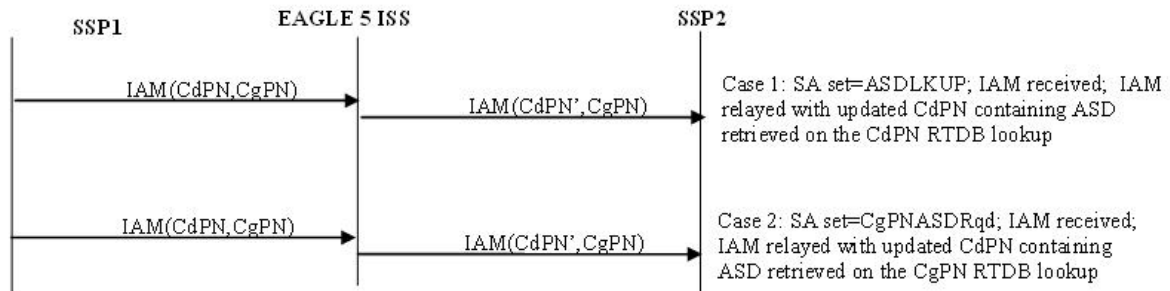 SSP1
EAGLE 5 ISS
SSP2
IAM(CdPN,CgPN)
IAM(CdPN’,CgPN)
Case 1: SA set=ASDLKUP; IAM received; IAM
relayed with updated CdPN containing ASD
retrieved on the CdPN RTDB lookup
IAM(CdPN,CgPN)
IAM(CdPN’,CgPN)
Case 2: SA set=CgPNASDRqd; IAM received;
IAM relayed with updated CdPN containing
ASD retrieved on the CgPN RTDB lookup